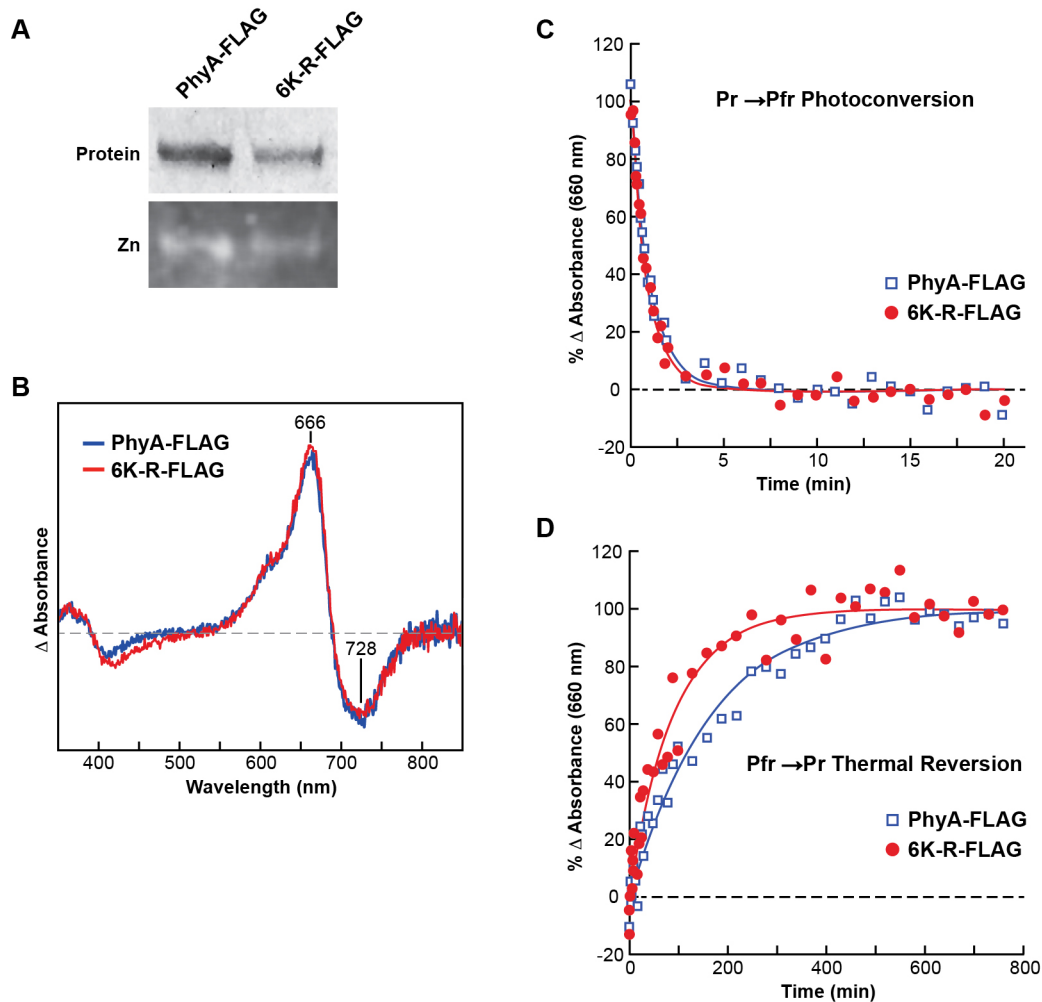 A
PhyA-FLAG
6K-R-FLAG
Protein
Zn
B
PhyA-FLAG
6K-R-FLAG
666
728
Δ Absorbance
400 500 600 700 800
Wavelength (nm)
C
Pr →Pfr Photoconversion
PhyA-FLAG
6K-R-FLAG
% Δ Absorbance (660 nm)
120
100
80
60
40
20
0
-20
0 5 10 15 20
Time (min)
D
Pfr →Pr Thermal Reversion
PhyA-FLAG
6K-R-FLAG
% Δ Absorbance (660 nm)
120
100
80
60
40
20
0
-20
0 200 400 600 800
Time (min)